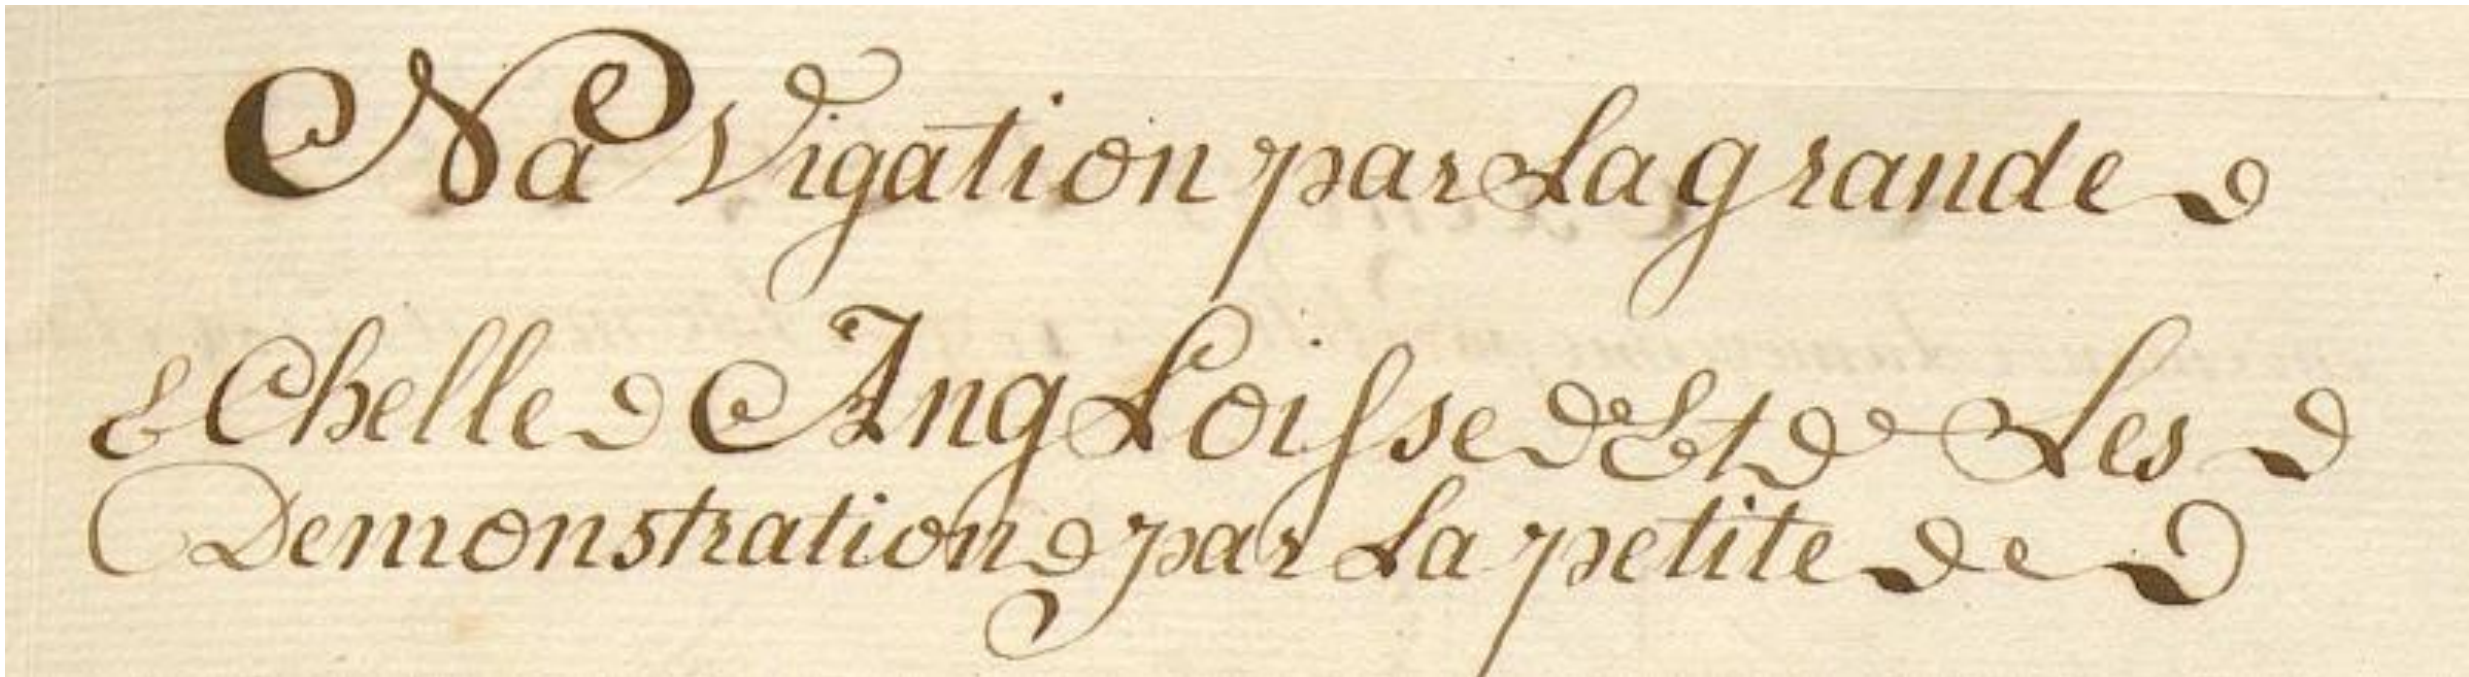 NaVigation par La grande
EChelle AngLoisse Et Les
Demonstration par La petite